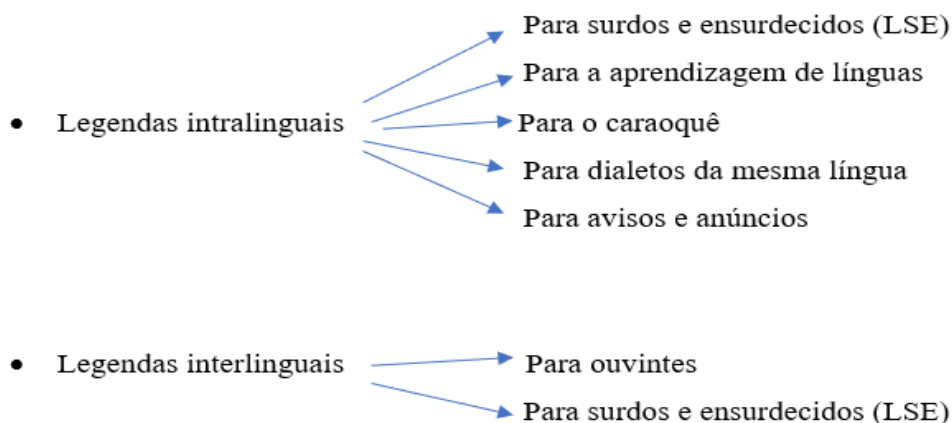 Para surdos e ensurdecidos (LSE)
Para a aprendizagem de línguas
• Legendas intralinguais
Para o caraoquê
Para dialetos da mesma língua
Para avisos e anúncios
• Legendas interlinguais
Para ouvintes
Para surdos e ensurdecidos (LSE)